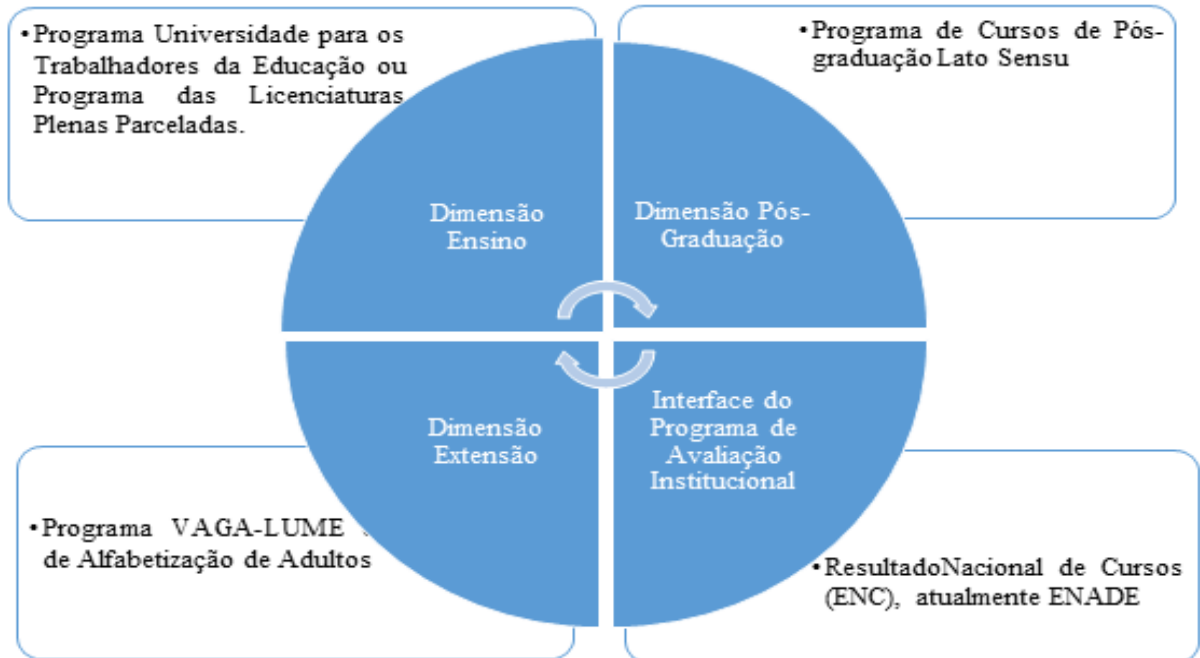 •Programa Universidade para os
Trabalhadores da Educação ou
Programa das Licenciaturas
Plenas Parceladas.
•Programa de Cursos de Pós-
graduação Lato Sensu
Dimensão
Ensino
Dimensão Pós-
Graduação
Dimensão
Extensão
Interface do
Programa de
Avaliação
Institucional
•Programa VAGA-LUME
de Alfabetização de Adultos
•ResultadoNacional de Cursos
(ENC), atualmente ENADE